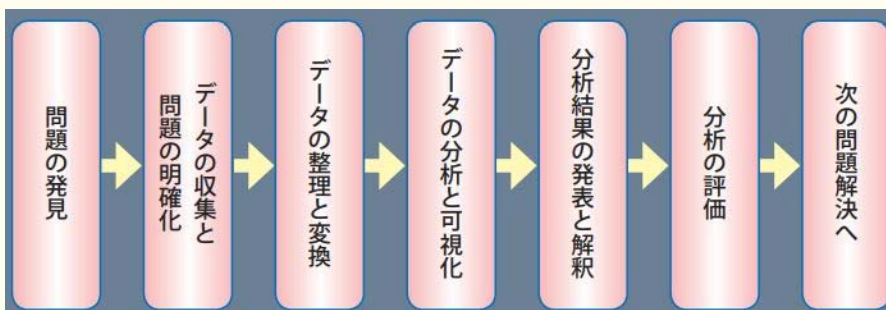 問題の発見
データの収集と
問題の明確化
データの整理と変換
データの分析と可視化
分析結果の発表と解釈
分析の評価
次の問題解決へ